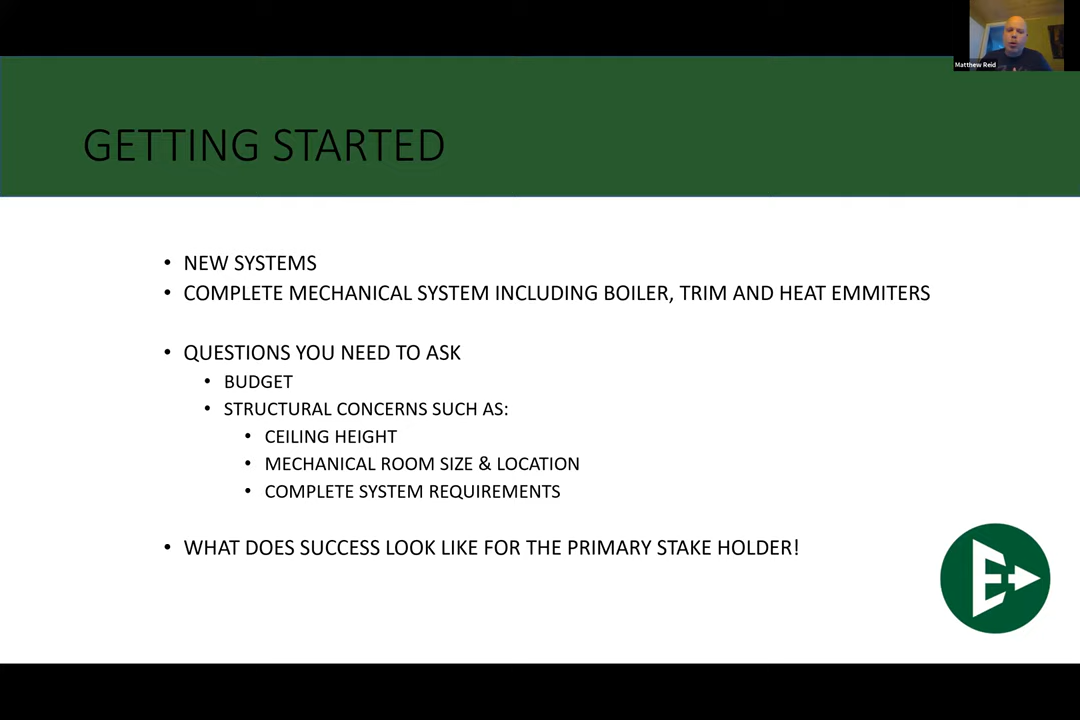 Matthew Reid
GETTING STARTED
• NEW SYSTEMS
• COMPLETE MECHANICAL SYSTEM INCLUDING BOILER, TRIM AND HEAT EMMITERS
• QUESTIONS YOU NEED TO ASK
• BUDGET
• STRUCTURAL CONCERNS SUCH AS:
• CEILING HEIGHT
• MECHANICAL ROOM SIZE & LOCATION
• COMPLETE SYSTEM REQUIREMENTS
• WHAT DOES SUCCESS LOOK LIKE FOR THE PRIMARY STAKE HOLDER!
E